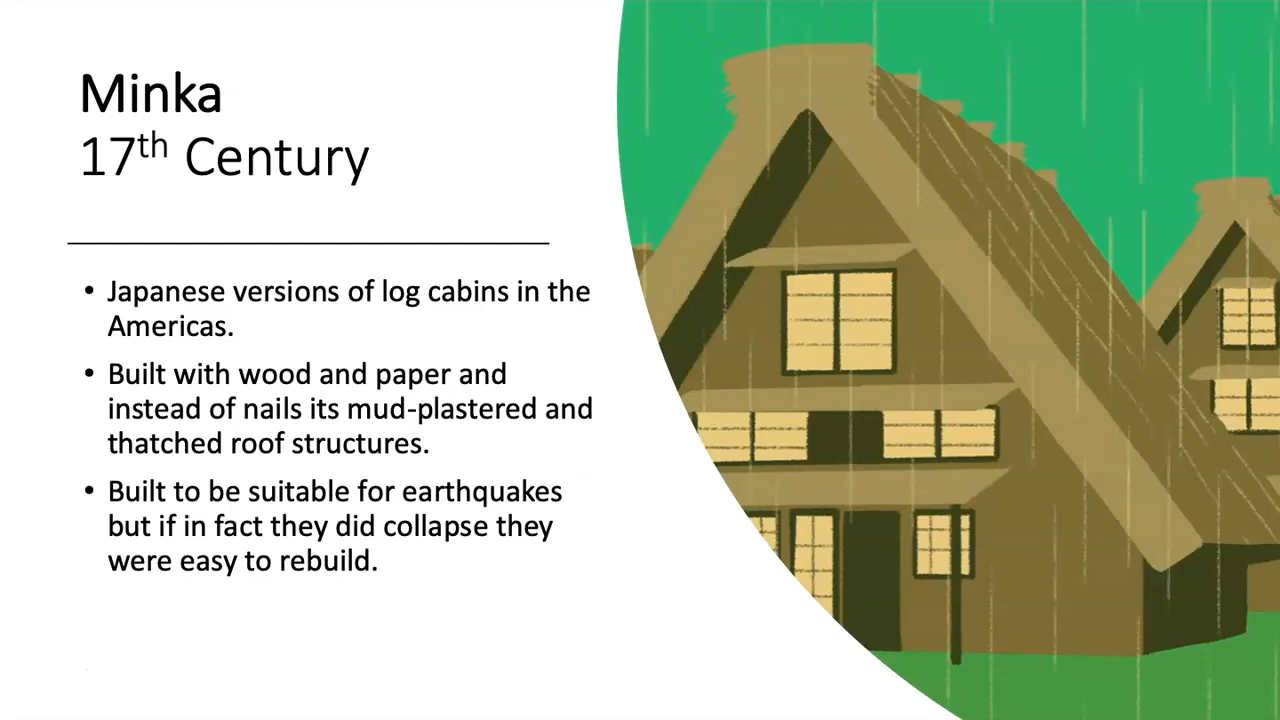 Minka
17th Century
• Japanese versions of log cabins in the
Americas.
• Built with wood and paper and
instead of nails its mud-plastered and
thatched roof structures.
• Built to be suitable for earthquakes
but if in fact they did collapse they
were easy to rebuild.